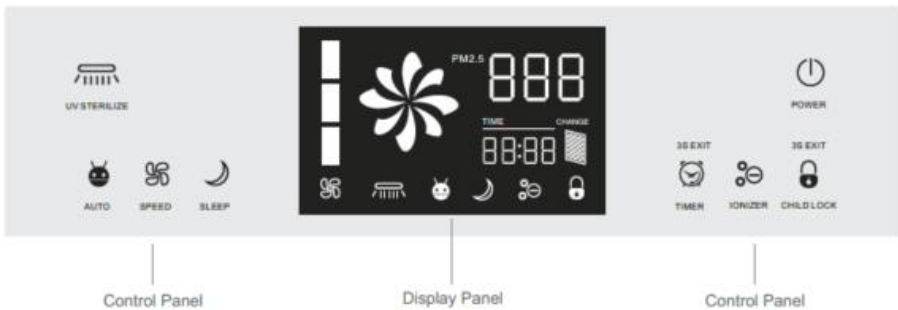 UV STERILIZE
AUTO SPEED SLEEP
PM2.5 888
TIME CHANGE
88:88
POWER
3S EXIT 3S EXIT
TIMER IONIZER CHILD LOCK
Control Panel Display Panel Control Panel